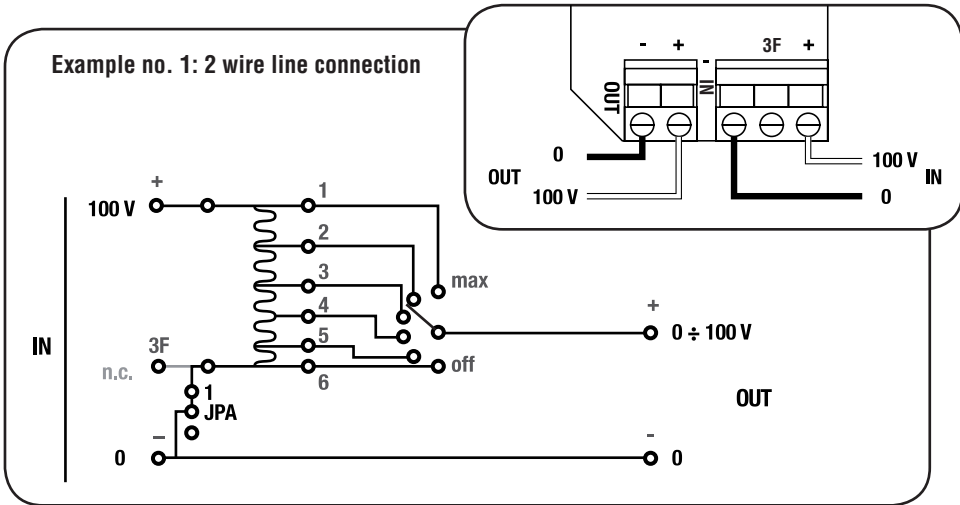 Example no. 1: 2 wire line connection
- + - 3F +
OUT IN
0 100 V
OUT IN
100 V 0
+ 1
100 V
2
3 max
4 +
0 ÷ 100 V
5
IN 3F off
n.c. 6
1 OUT
JPA
– -
0 0